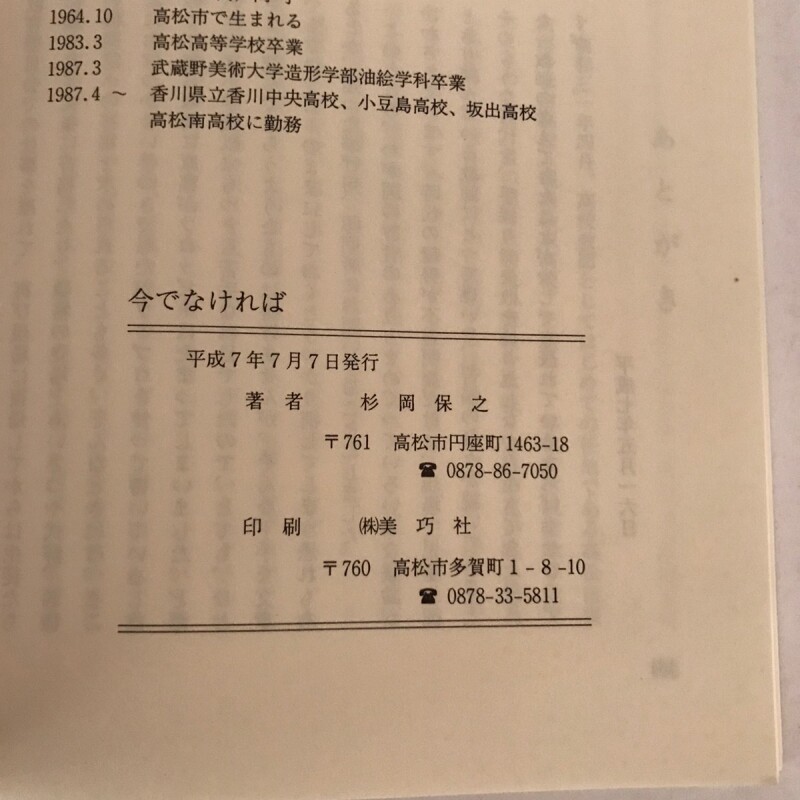 1964.10 高松市で生まれる
1983.3 高松高等学校卒業
1987.3 武蔵野美術大学造形学部油絵学科卒業
1987.4 ～ 香川県立香川中央高校、小豆島高校、坂出高校
高松南高校に勤務
今でなければ
平成7年7月7日発行
著者 杉岡保之
〒761 高松市円座町1463-18
☎ 0878-86-7050
印刷 ㈱美巧社
〒760 高松市多賀町1-8-10
☎ 0878-33-5811